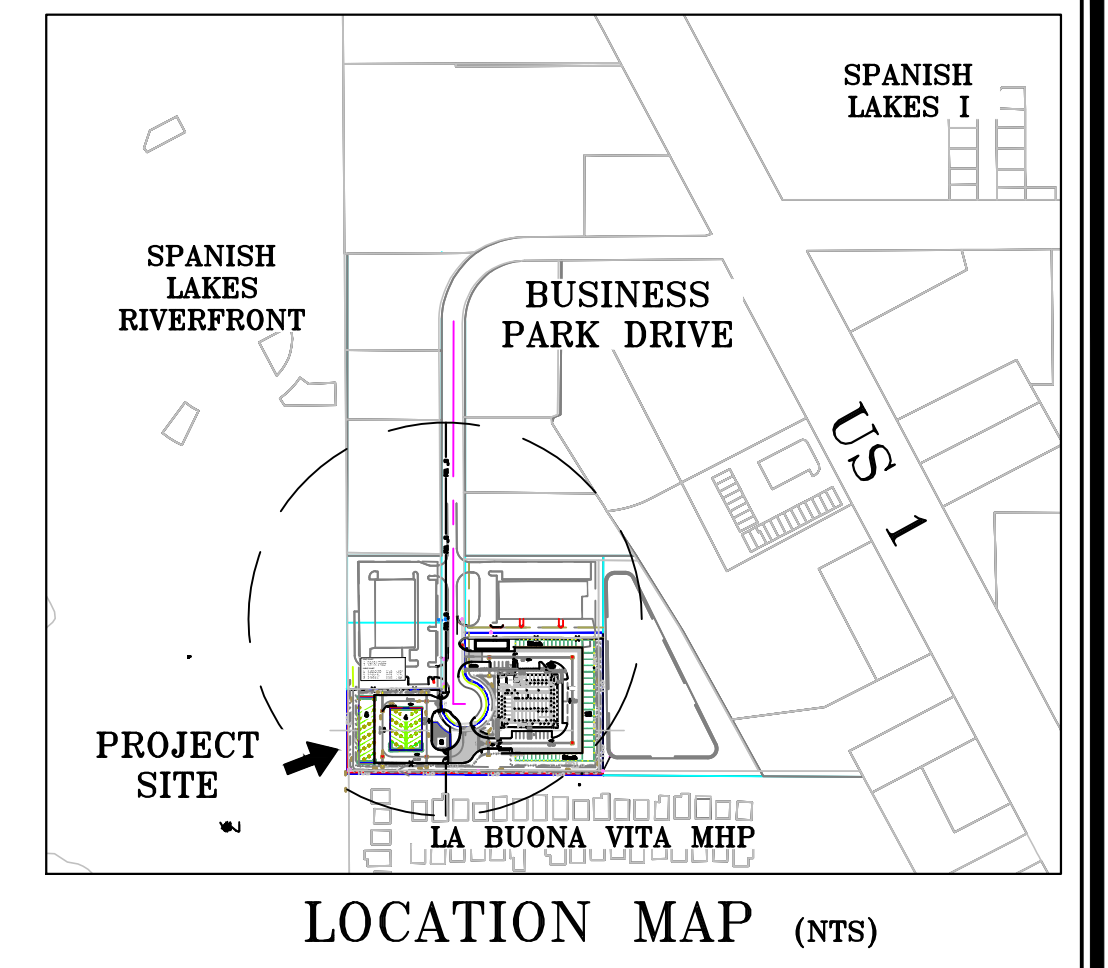 SPANISH
LAKES I
SPANISH
LAKES
RIVERFRONT
BUSINESS
PARK DRIVE
US 1
PROJECT
SITE
LA BUONA VITA MHP
LOCATION MAP (NTS)